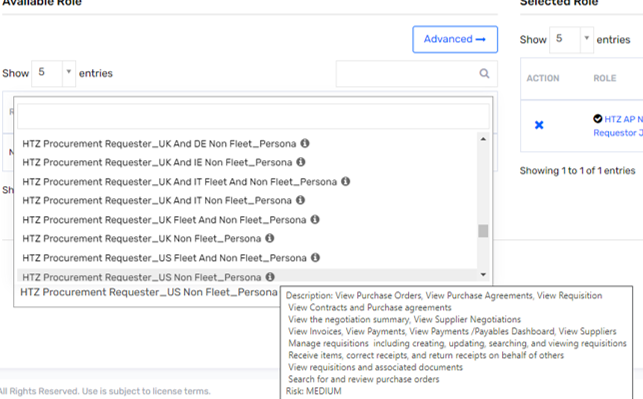 Available Role
Selected Role
Advanced
Show 5 entries
Show 5 entries
ACTION ROLE
HTZ AP N
Requestor J
Showing 1 to 1 of 1 entries
HTZ Procurement Requester_UK And DE Non Fleet_Persona
HTZ Procurement Requester_UK And IE Non Fleet_Persona
HTZ Procurement Requester_UK And IT Fleet And Non Fleet_Persona
HTZ Procurement Requester_UK And IT Non Fleet_Persona
HTZ Procurement Requester_UK Fleet And Non Fleet_Persona
HTZ Procurement Requester_UK Non Fleet_Persona
HTZ Procurement Requester_US Fleet And Non Fleet_Persona
HTZ Procurement Requester_US Non Fleet_Persona
HTZ Procurement Requester_US Non Fleet_Persona
Sh
Description: View Purchase Orders, View Purchase Agreements, View Requisition
View Contracts and Purchase agreements
View the negotiation summary, View Supplier Negotiations
View Invoices, View Payments, View Payments /Payables Dashboard, View Suppliers
Manage requisitions including creating, updating, searching, and viewing requisitions
Receive items, correct receipts, and return receipts on behalf of others
View requisitions and associated documents
Search for and review purchase orders
Risk: MEDIUM
All Rights Reserved. Use is subject to license terms.